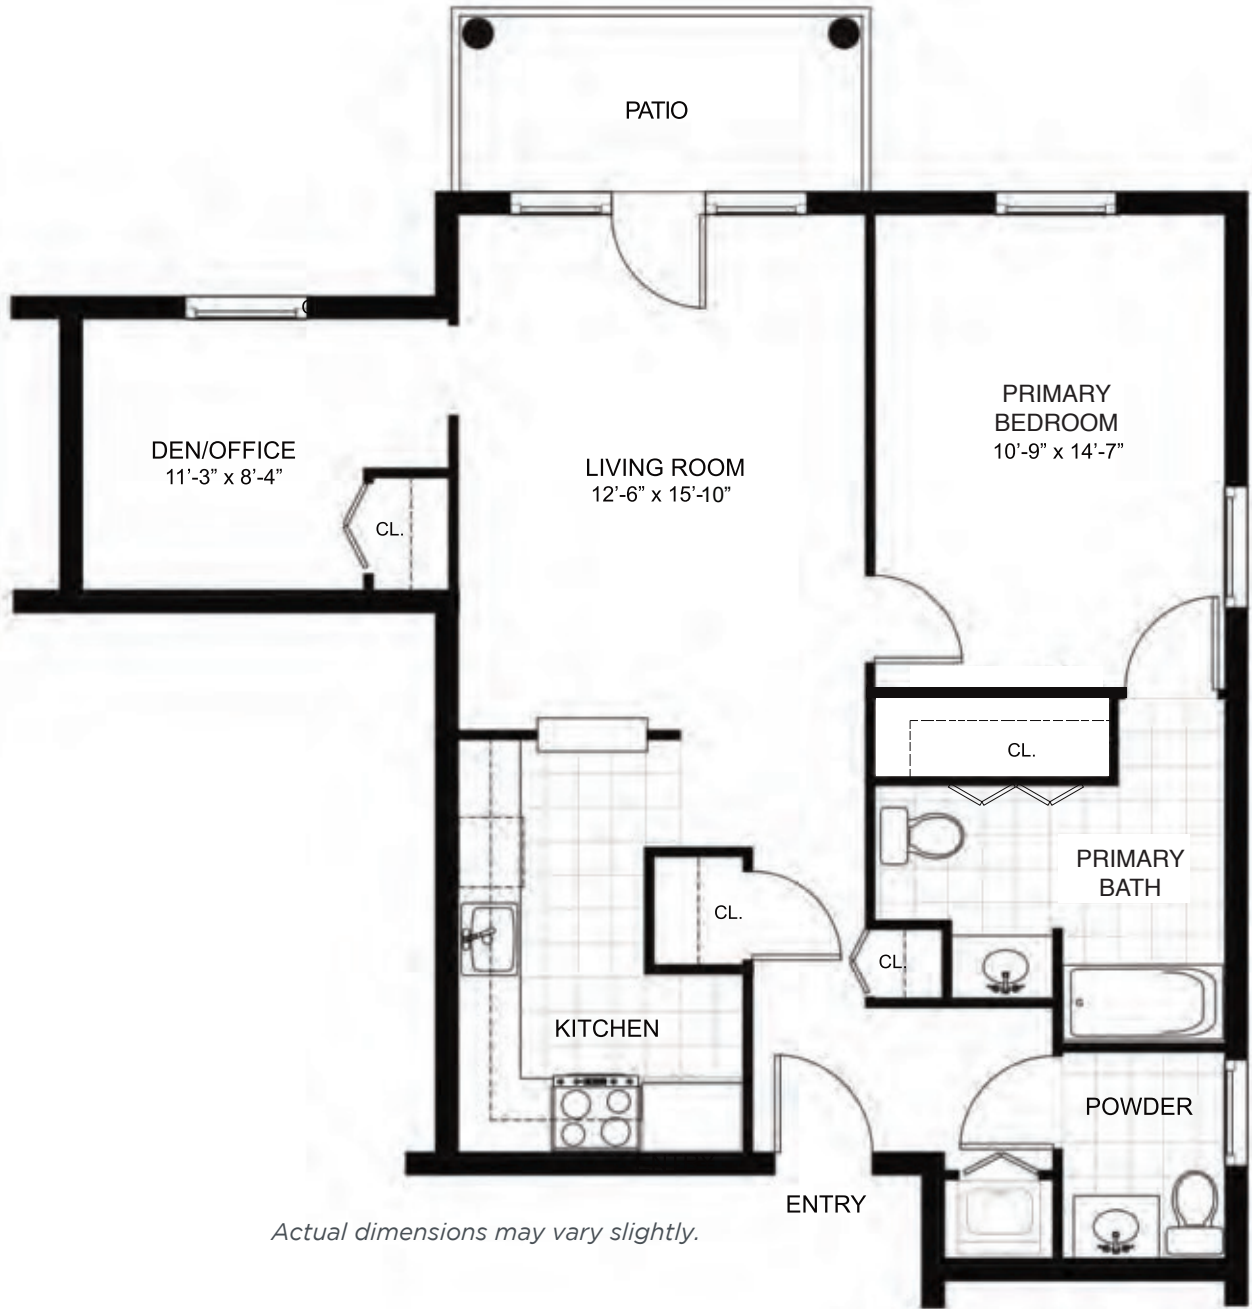 PATIO
PRIMARY
BEDROOM
10’-9” x 14’-7”
DEN/OFFICE
11’-3” x 8’-4”
LIVING ROOM
12’-6” x 15’-10”
CL.
CL.
PRIMARY
BATH
CL.
CL.
KITCHEN
POWDER
ENTRY
Actual dimensions may vary slightly.